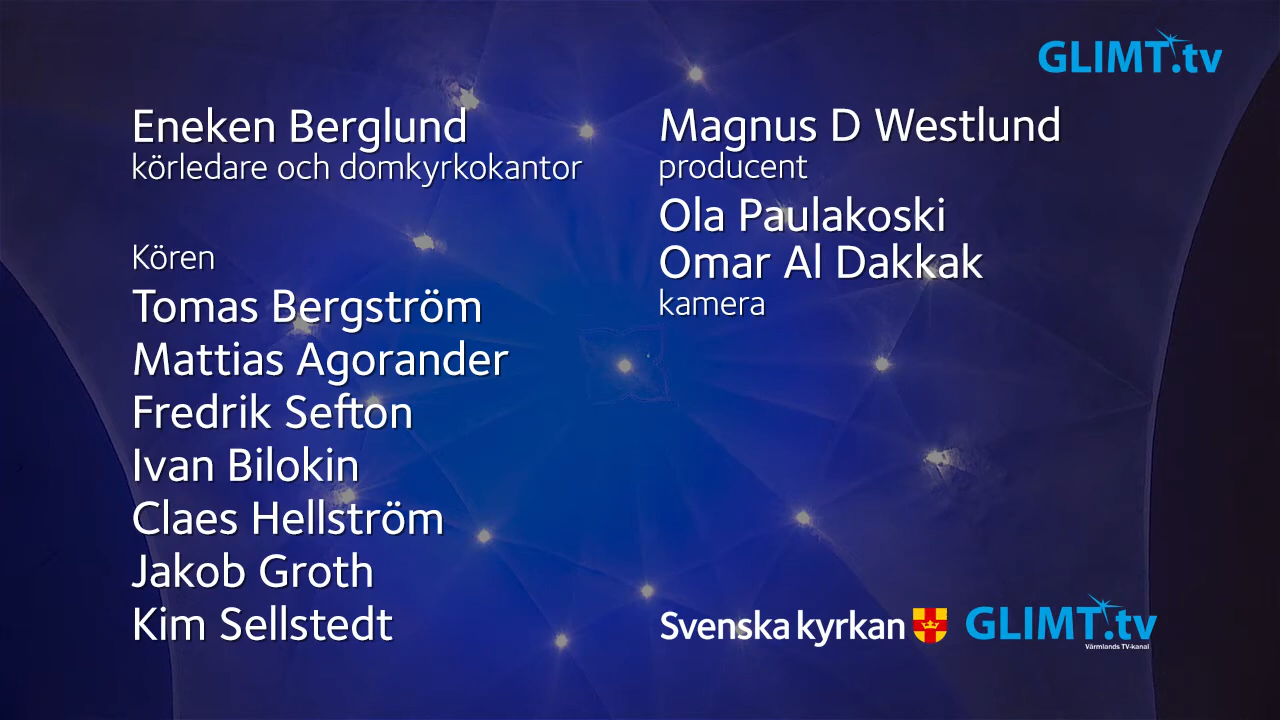 GLIMT.tv
Eneken Berglund
körledare och domkyrkokantor
Kören
Tomas Bergström
Mattias Agorander
Fredrik Sefton
Ivan Bilokin
Claes Hellström
Jakob Groth
Kim Sellstedt
Magnus D Westlund
producent
Ola Paulakoski
Omar Al Dakkak
kamera
Svenska kyrkan
GLIMT.tv
Värmlands TV-kanal